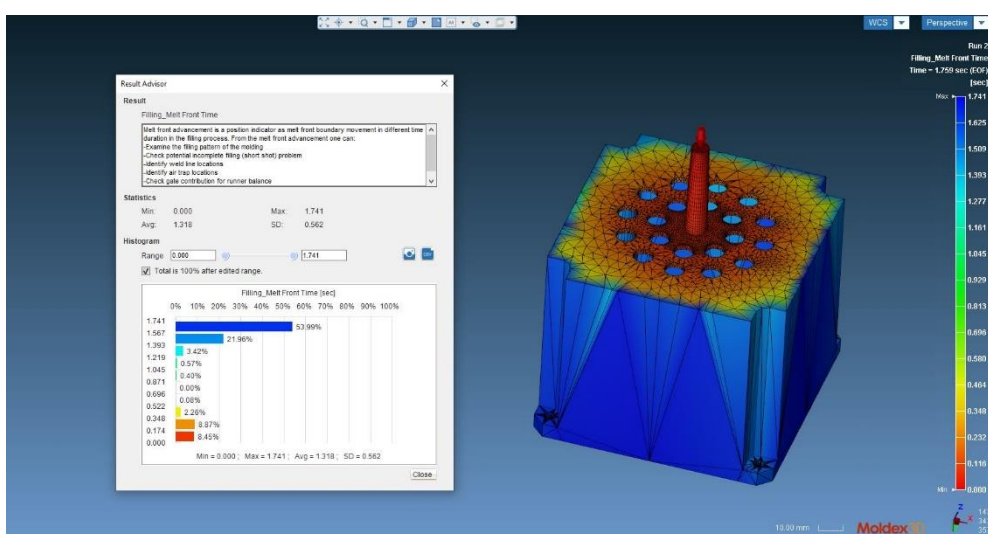 WCS
Perspective
Run 2
Filling_Melt Front Time
Time = 1.759 sec (EOF)
[sec]
Max 1.741
1.625
1.509
1.393
1.277
1.161
1.045
0.929
0.813
0.696
0.580
0.464
0.348
0.232
0.116
Min 0.000
Result Advisor
Result
Filling_Melt Front Time
Melt front advancement is a position indicator as melt front boundary movement in different time
duration in the filling process. From the melt front advancement one can:
-Examine the filling pattern of the molding
-Check potential incomplete filling (short shot) problem
-Identify weld line locations
-Identify air trap locations
-Check gate contribution for runner balance
Statistics
Min: 0.000 Max: 1.741
Avg: 1.318 SD: 0.562
Histogram
Range 0.000 1.741
Total is 100% after edited range.
Filling_Melt Front Time [sec]
0% 10% 20% 30% 40% 50% 60% 70% 80% 90% 100%
1.741
53.99%
1.567
21.96%
1.393
3.42%
1.219
0.57%
1.045
0.40%
0.871
0.00%
0.696
0.08%
0.522
2.26%
0.348
8.87%
0.174
8.45%
0.000
Min = 0.000 ; Max = 1.741 ; Avg = 1.318 ; SD = 0.562
Close
10.00 mm
Moldex3D
Z
X